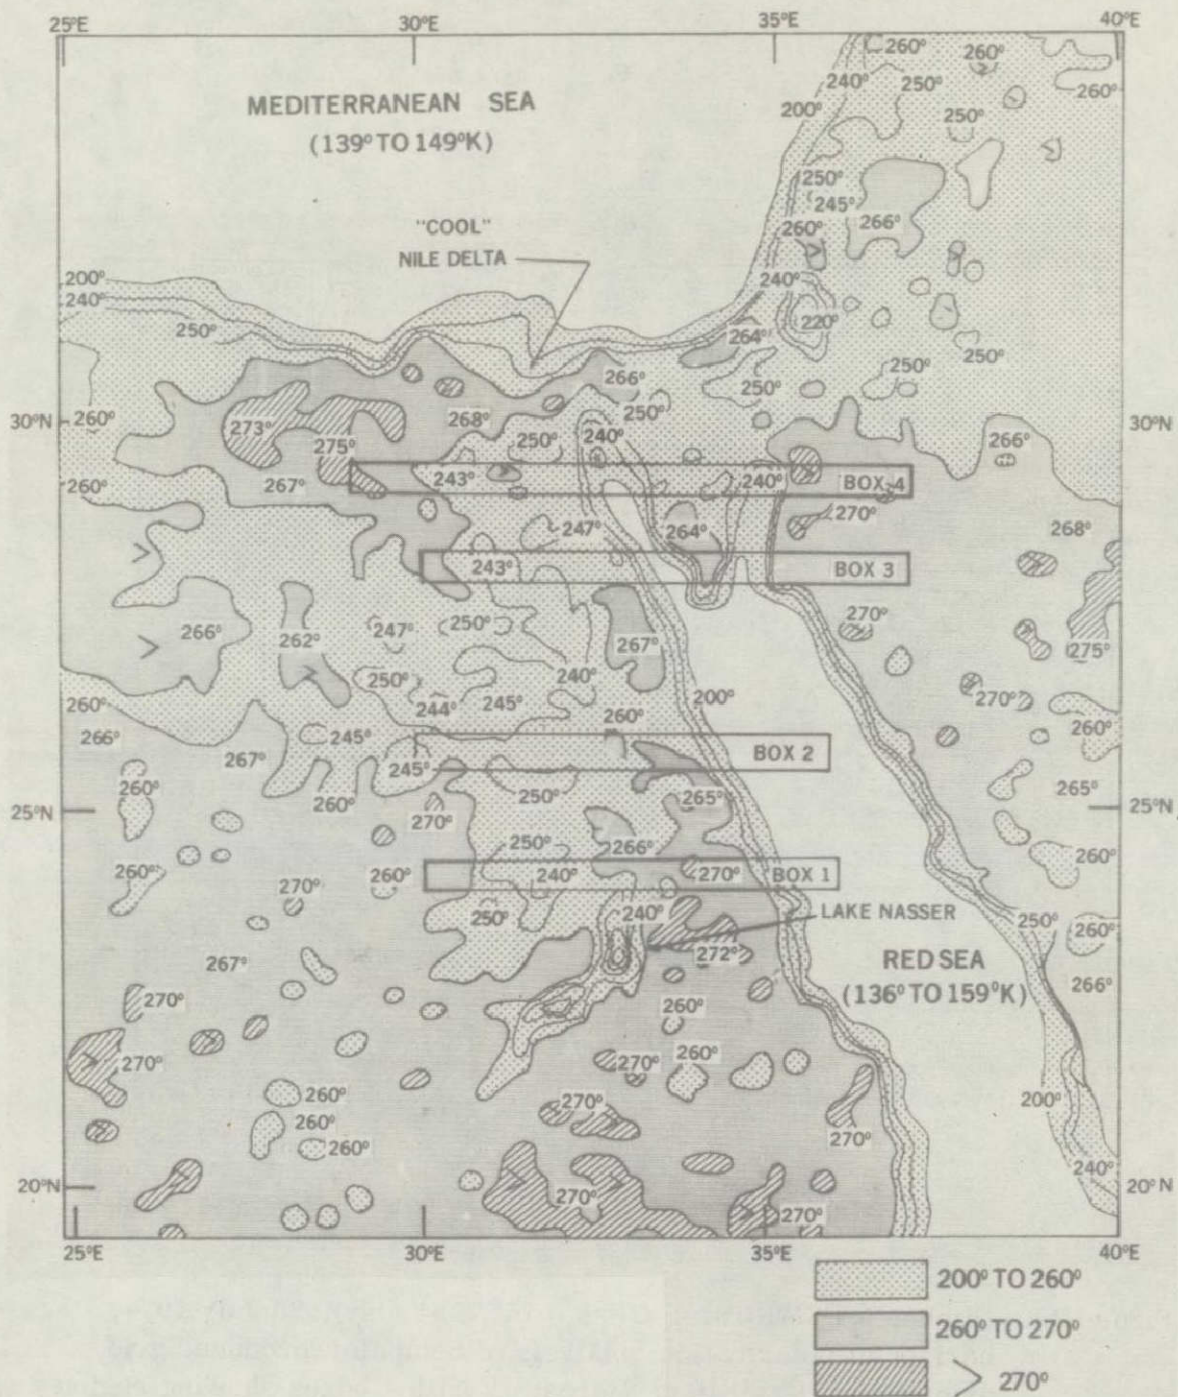 25°E 30°E 35°E 40°E
260° 260°
240° 250° 260°
MEDITERRANEAN SEA
(139° TO 149°K)
200° 250°
250°
245°
"COOL"
NILE DELTA
260° 266°
200° 240°
240°
250° 220°
264° 250°
266° 250° 250°
30°N 260° 273° 268° 250° 30°N
275° 250° 240° 266°
260° 267° 243° 240° BOX 4
247° 264° 270° 268°
243° BOX 3
266° 262° 247° 250° 267° 270° 275°
250° 240°
260° 244° 245° 200° 270°
266° 245° 260° 260°
267° 245° BOX 2
260° 260° 250° 265° 265°
25°N 270° 25°N
250° 266° 260°
260° 270° 260° 240° 270° BOX 1
250° 240° LAKE NASSER 250° 260°
267° 272° RED SEA
(136° TO 159°K) 266°
270° 260°
270° 270° 260°
260° 270° 200°
260° 270°
260°
240°
20°N 270° 270° 20°N
25°E 30°E 35°E 40°E
200° TO 260°
260° TO 270°
> 270°